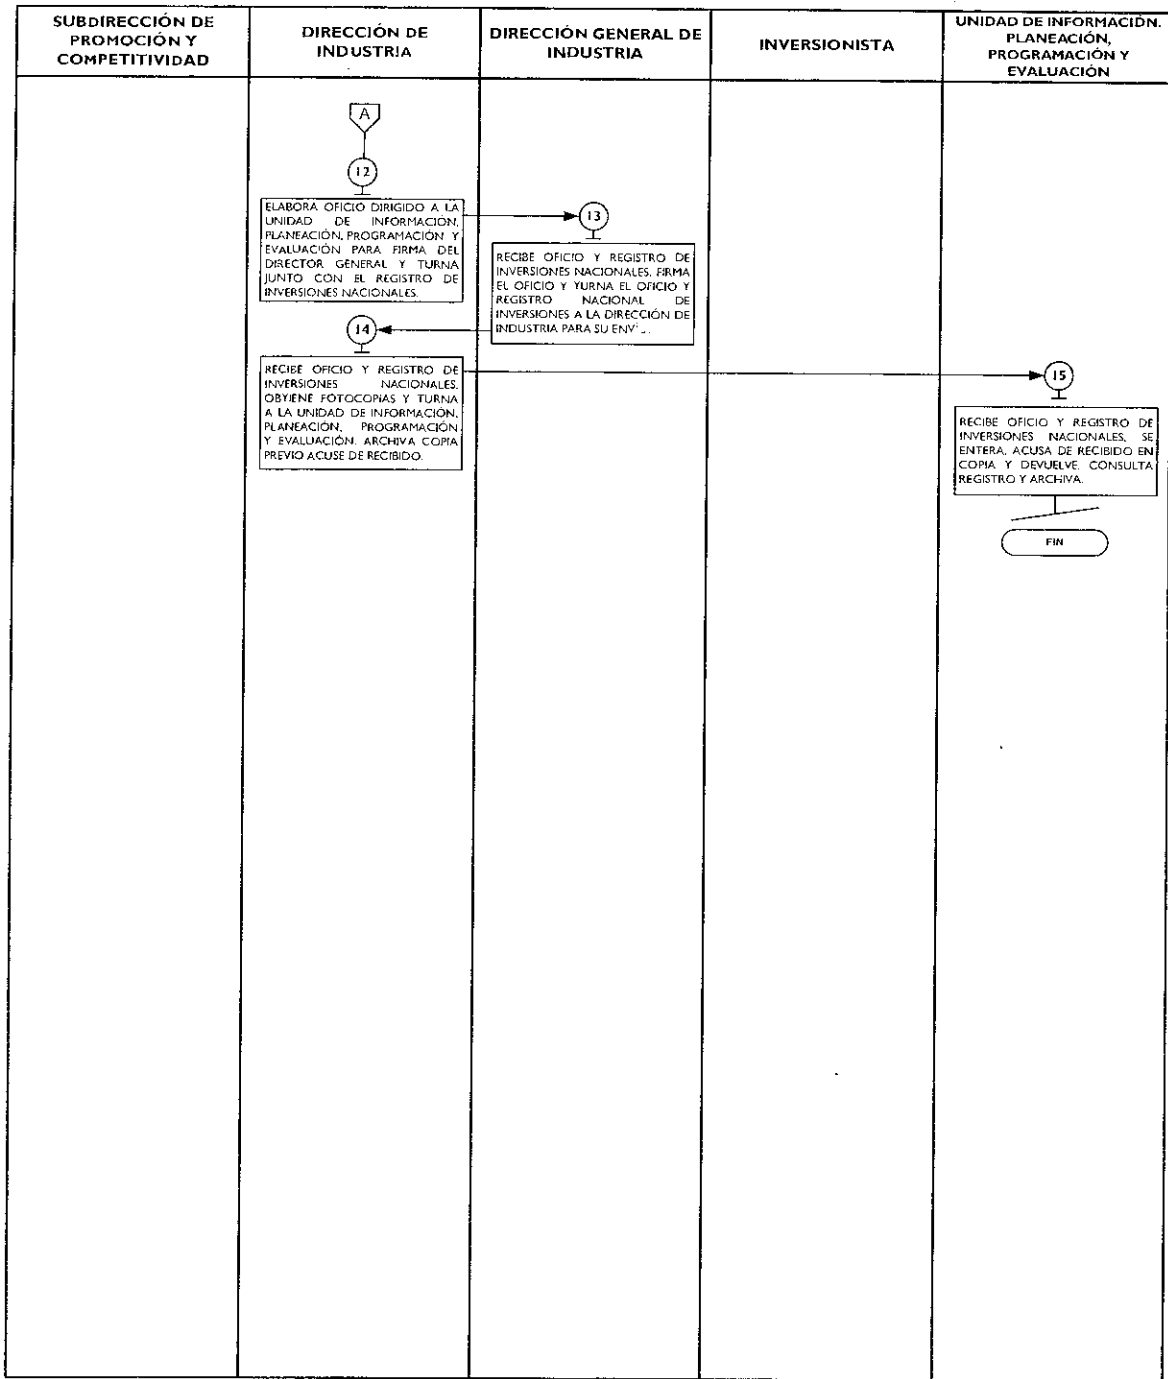 SUBDIRECCIÓN DE
PROMOCIÓN Y
COMPETITIVIDAD
DIRECCIÓN DE
INDUSTRIA
DIRECCIÓN GENERAL DE
INDUSTRIA
INVERSIONISTA
UNIDAD DE INFORMACIÓN.
PLANEACIÓN,
PROGRAMACIÓN Y
EVALUACIÓN
A
12
ELABORA OFICIO DIRIGIDO A LA
UNIDAD DE INFORMACIÓN,
PLANEACIÓN, PROGRAMACIÓN Y
EVALUACIÓN PARA FIRMA DEL
DIRECTOR GENERAL Y TURNA
JUNTO CON EL REGISTRO DE
INVERSIONES NACIONALES.
13
RECIBE OFICIO Y REGISTRO DE
INVERSIONES NACIONALES, FIRMA
EL OFICIO Y YURNA EL OFICIO Y
REGISTRO NACIONAL DE
INVERSIONES A LA DIRECCIÓN DE
INDUSTRIA PARA SU
14
RECIBE OFICIO Y REGISTRO DE
INVERSIONES NACIONALES.
OBYIENE FOTOCOPIAS Y TURNA
A LA UNIDAD DE INFORMACIÓN,
PLANEACIÓN, PROGRAMACIÓN
Y EVALUACIÓN. ARCHIVA COPIA
PREVIO ACUSE DE RECIBIDO.
15
RECIBE OFICIO Y REGISTRO DE
INVERSIONES NACIONALES, SE
ENTERA, ACUSA DE RECIBIDO EN
COPIA Y DEVUELVE. CONSULTA
REGISTRO Y ARCHIVA.
FIN